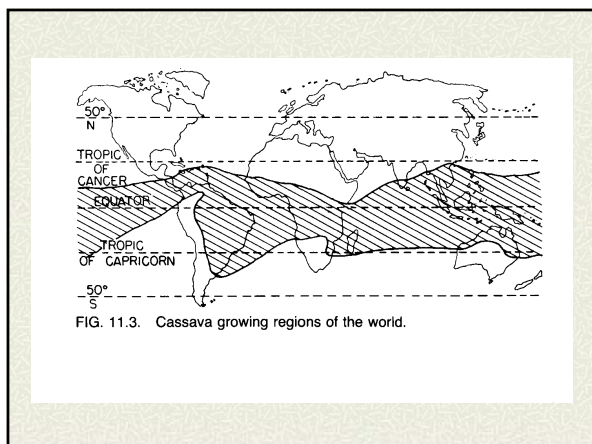 50°
N
TROPIC
OF
CANCER
EQUATOR
TROPIC
OF CAPRICORN
50°
S
FIG. 11.3. Cassava growing regions of the world.